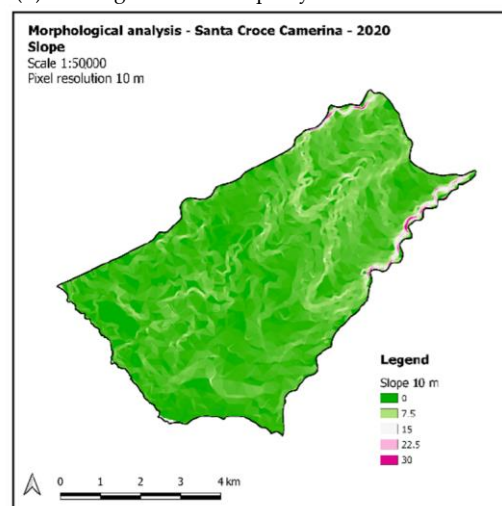 Morphological analysis - Santa Croce Camerina - 2020
Slope
Scale 1:50000
Pixel resolution 10 m
Legend
Slope 10 m
0
7.5
15
22.5
30
0 1 2 3 4 km